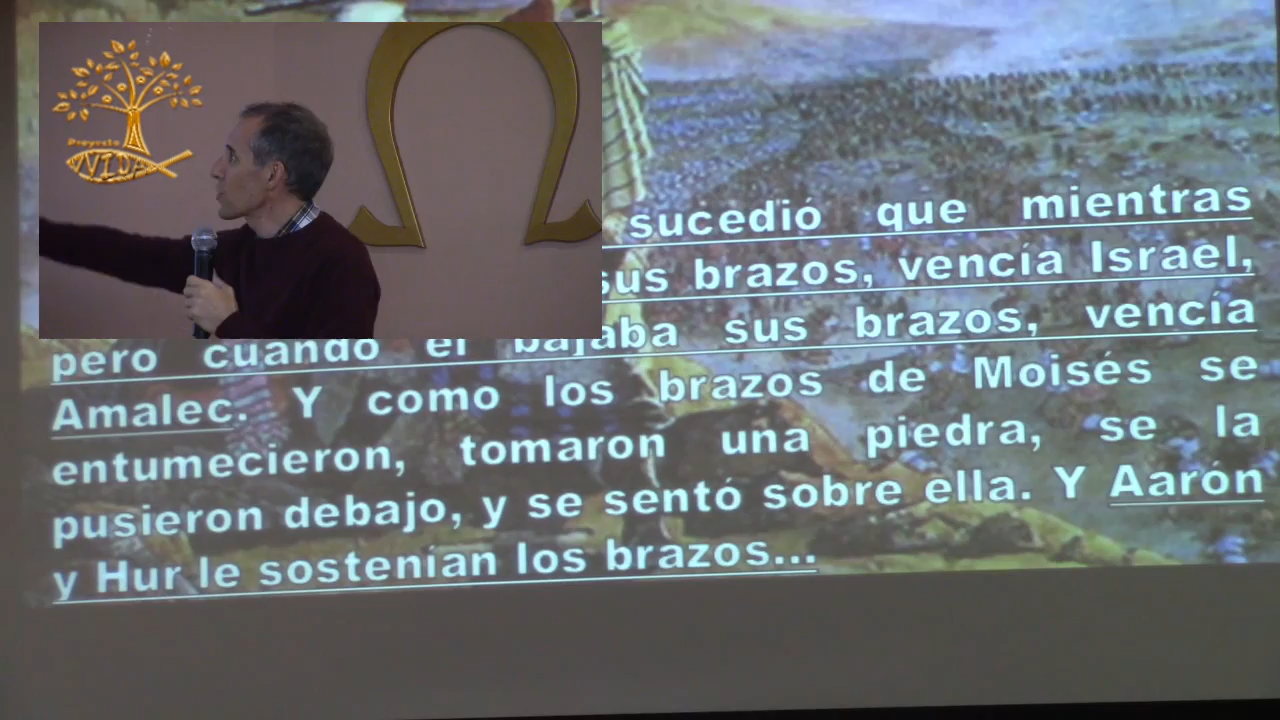 Proyecto
VIDA
sucedió que mientras
sus brazos, vencía Israel,
pero cuando él bajaba sus brazos, vencía
Amalec. Y como los brazos de Moisés se
entumecieron, tomaron una piedra, se la
pusieron debajo, y se sentó sobre ella. Y Aarón
y Hur le sostenían los brazos...